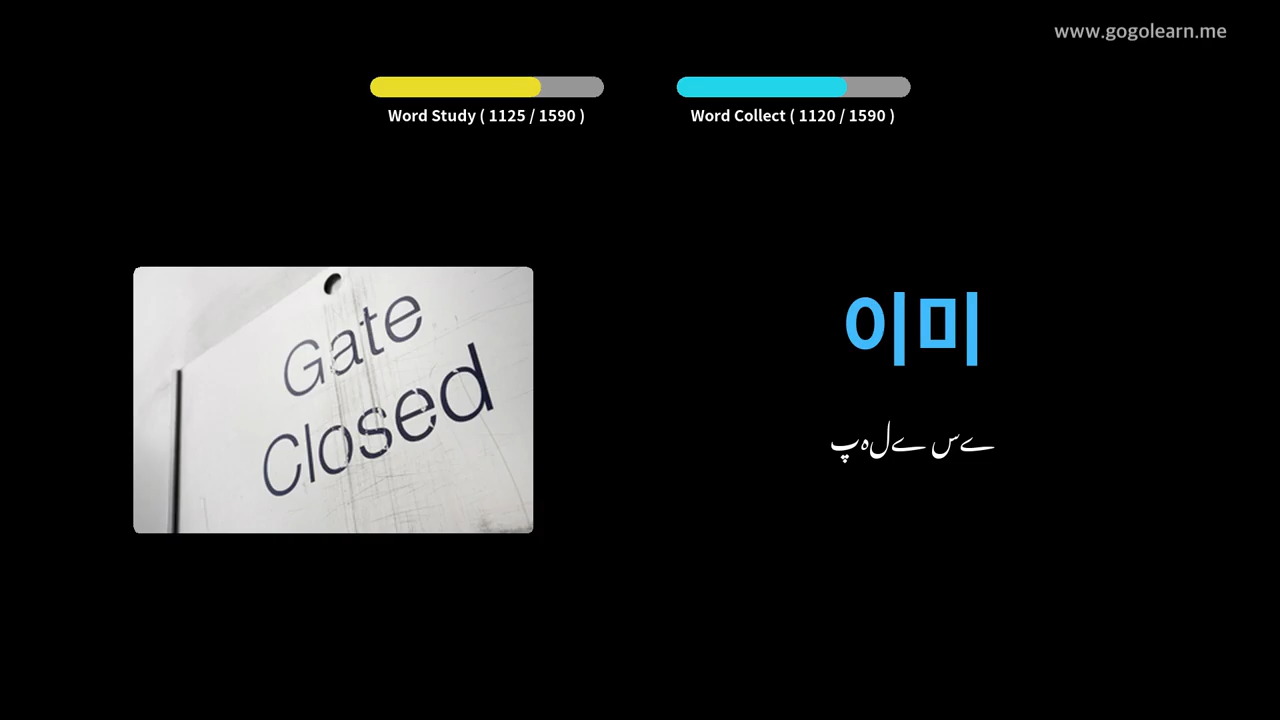 www.gogolearn.me
Word Study ( 1125 / 1590 )
Word Collect ( 1120 / 1590 )
Gate
Closed
이미
پہلے سے